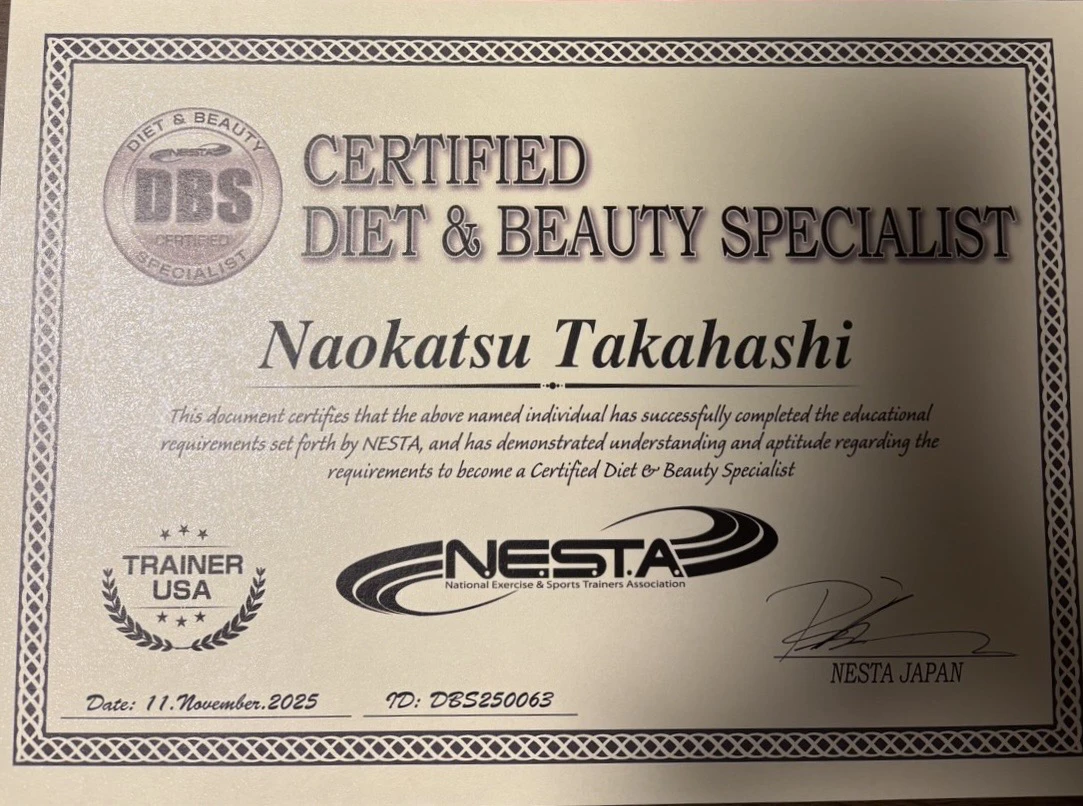 DIET & BEAUTY
NESTA
DBS
CERTIFIED
SPECIALIST
CERTIFIED
DIET & BEAUTY SPECIALIST
Naokatsu Takahashi
This document certifies that the above named individual has successfully completed the educational
requirements set forth by NESTA, and has demonstrated understanding and aptitude regarding the
requirements to become a Certified Diet & Beauty Specialist
TRAINER
USA
N.E.S.T.A.
National Exercise & Sports Trainers Association
NESTA JAPAN
Date: 11.November.2025
ID: DBS250063